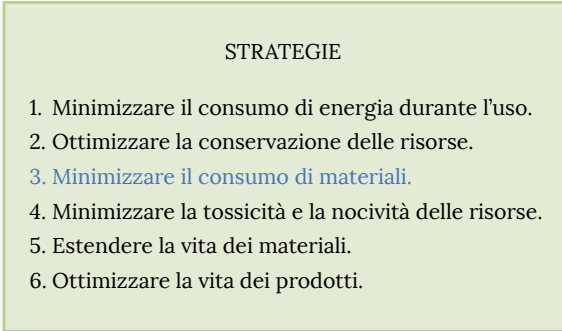 STRATEGIE
1. Minimizzare il consumo di energia durante l’uso.
2. Ottimizzare la conservazione delle risorse.
3. Minimizzare il consumo di materiali.
4. Minimizzare la tossicità e la nocività delle risorse.
5. Estendere la vita dei materiali.
6. Ottimizzare la vita dei prodotti.